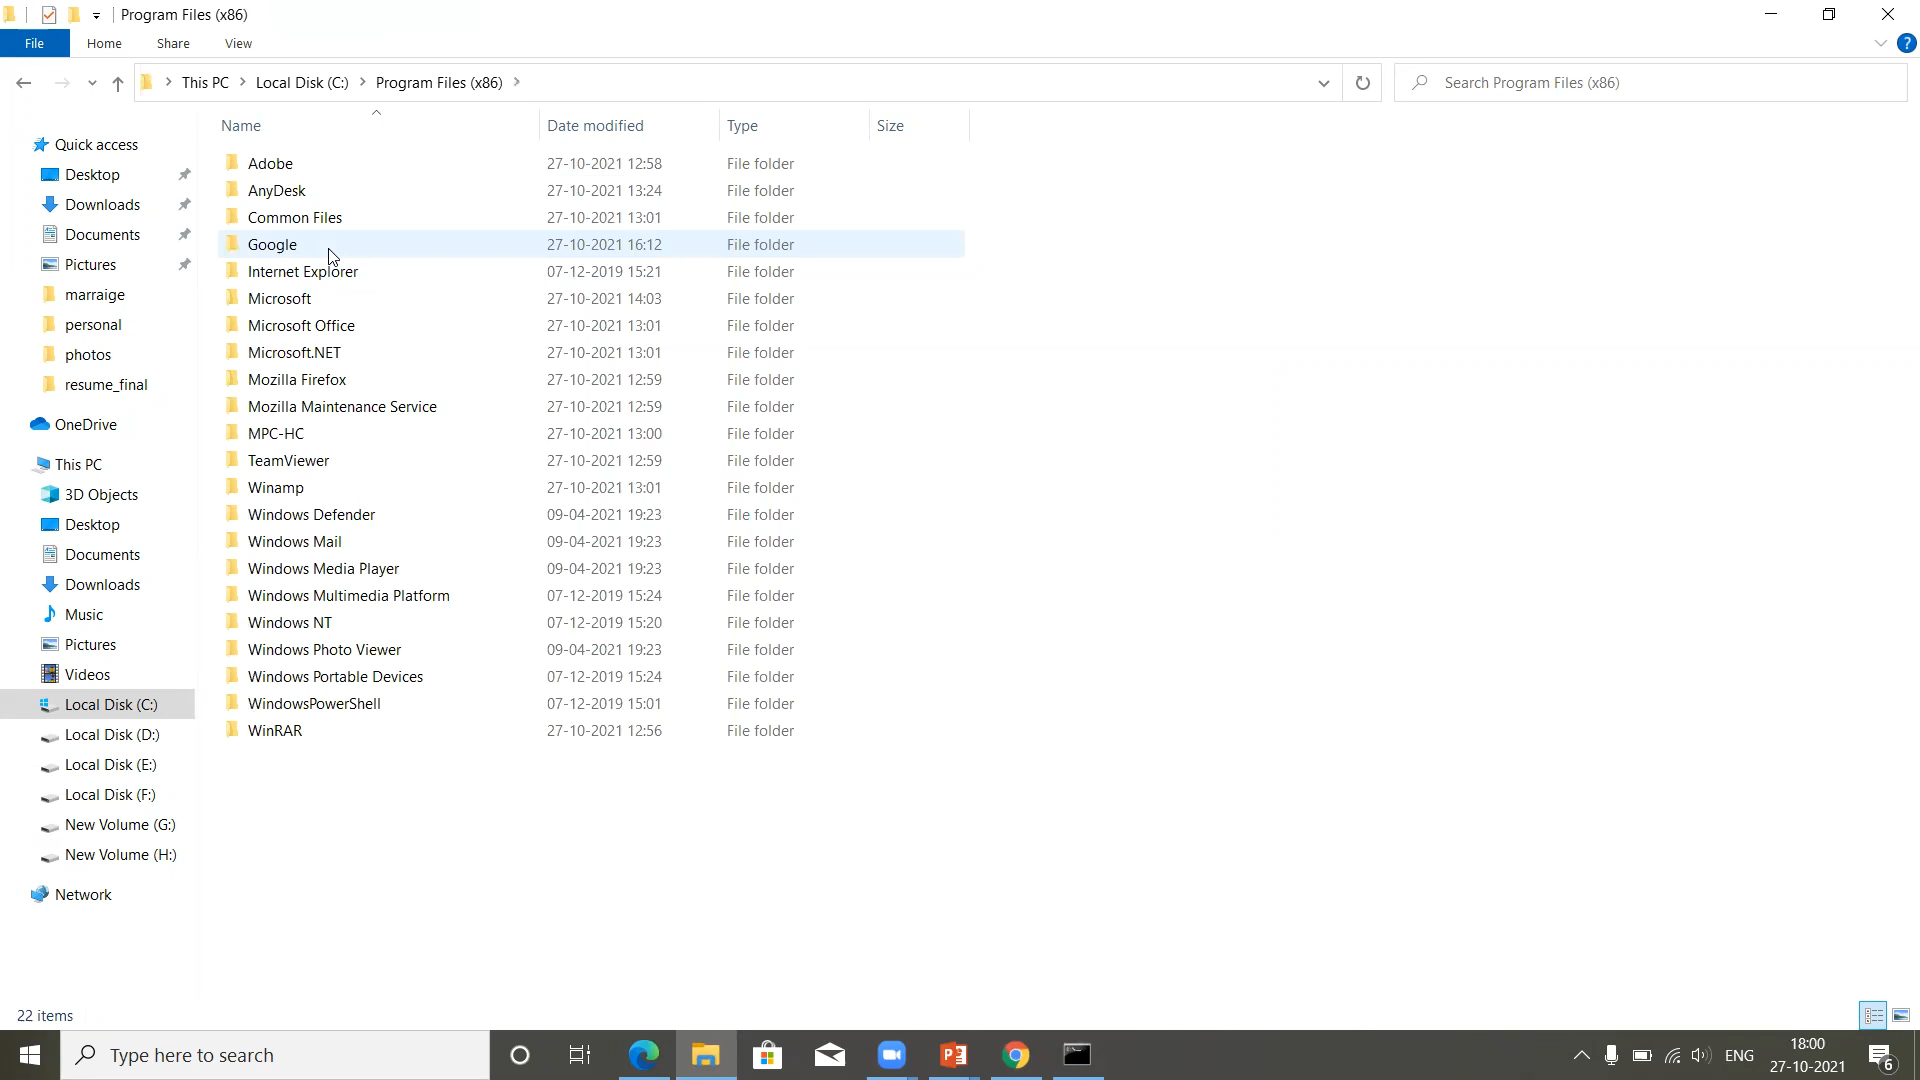 Program Files (x86)
File Home Share View ?
This PC Local Disk (C:) Program Files (x86) Search Program Files (x86)
Quick access
Desktop
Downloads
Documents
Pictures
marraige
personal
photos
resume_final
OneDrive
This PC
3D Objects
Desktop
Documents
Downloads
Music
Pictures
Videos
Local Disk (C:)
Local Disk (D:)
Local Disk (E:)
Local Disk (F:)
New Volume (G:)
New Volume (H:)
Network
Name Date modified Type Size
Adobe 27-10-2021 12:58 File folder
AnyDesk 27-10-2021 13:24 File folder
Common Files 27-10-2021 13:01 File folder
Google 27-10-2021 16:12 File folder
Internet Explorer 07-12-2019 15:21 File folder
Microsoft 27-10-2021 14:03 File folder
Microsoft Office 27-10-2021 13:01 File folder
Microsoft.NET 27-10-2021 13:01 File folder
Mozilla Firefox 27-10-2021 12:59 File folder
Mozilla Maintenance Service 27-10-2021 12:59 File folder
MPC-HC 27-10-2021 13:00 File folder
TeamViewer 27-10-2021 12:59 File folder
Winamp 27-10-2021 13:01 File folder
Windows Defender 09-04-2021 19:23 File folder
Windows Mail 09-04-2021 19:23 File folder
Windows Media Player 09-04-2021 19:23 File folder
Windows Multimedia Platform 07-12-2019 15:24 File folder
Windows NT 07-12-2019 15:20 File folder
Windows Photo Viewer 09-04-2021 19:23 File folder
Windows Portable Devices 07-12-2019 15:24 File folder
WindowsPowerShell 07-12-2019 15:01 File folder
WinRAR 27-10-2021 12:56 File folder
22 items
Type here to search
ENG
18:00
27-10-2021
6